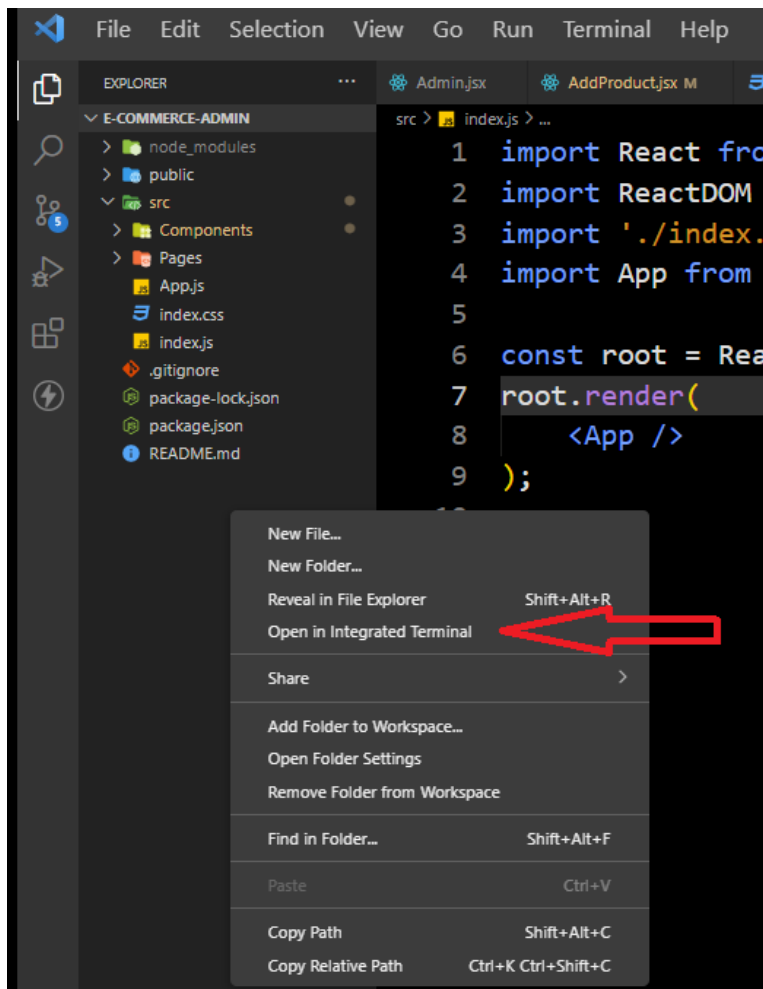 File Edit Selection View Go Run Terminal Help
EXPLORER ...
Admin.jsx AddProduct.jsx M
E-COMMERCE-ADMIN
node_modules
public
src
Components
Pages
App.js
index.css
index.js
.gitignore
package-lock.json
package.json
README.md
5
src > JS index.js > ...
1 import React fro
2 import ReactDOM
3 import './index.
4 import App from
5
6 const root = Rea
7 root.render(
8 <App />
9 );
New File...
New Folder...
Reveal in File Explorer Shift+Alt+R
Open in Integrated Terminal
Share
Add Folder to Workspace...
Open Folder Settings
Remove Folder from Workspace
Find in Folder... Shift+Alt+F
Paste Ctrl+V
Copy Path Shift+Alt+C
Copy Relative Path Ctrl+K Ctrl+Shift+C